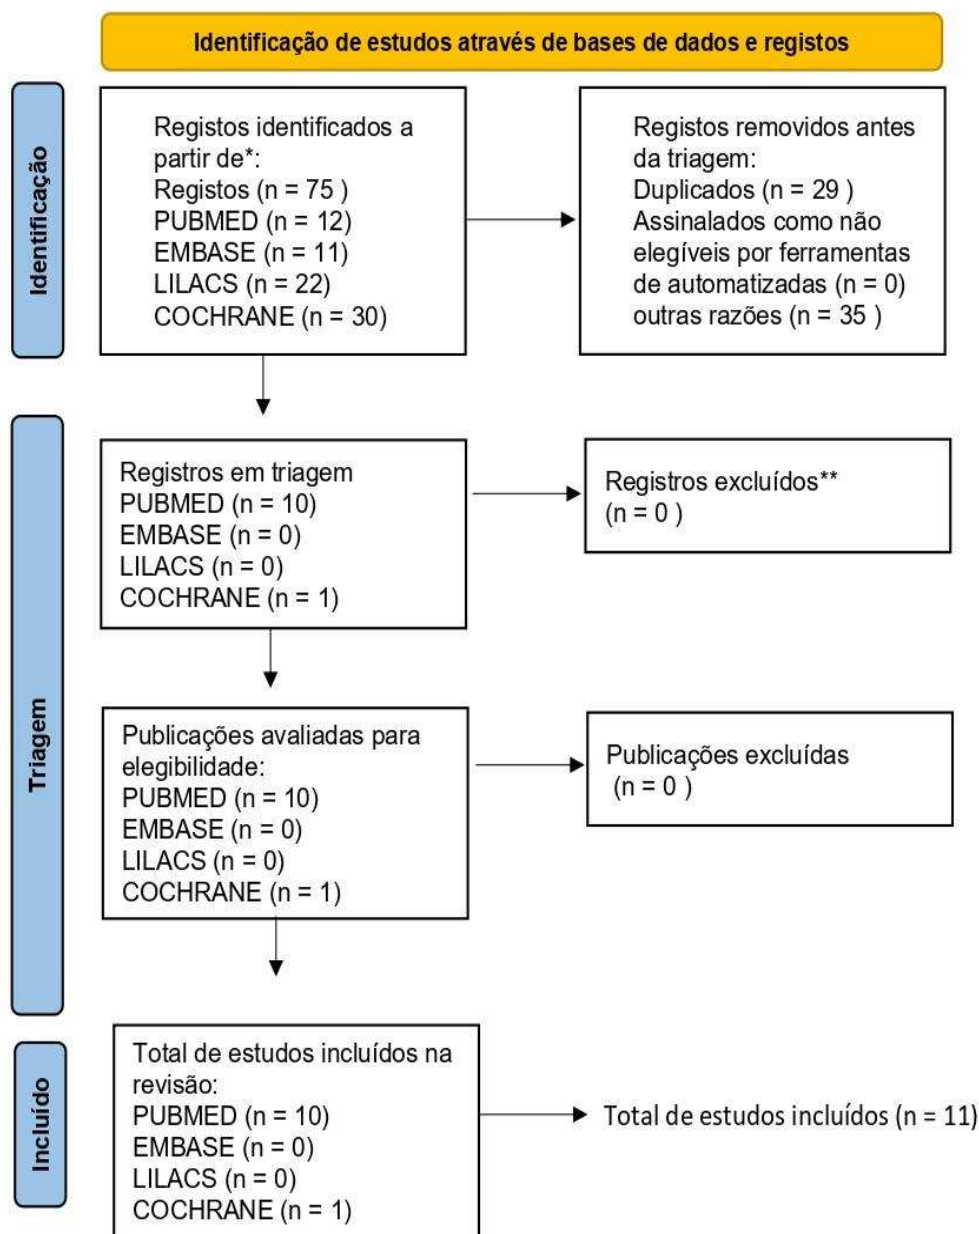 Identificação de estudos através de bases de dados e registos
Identificação
Registos identificados a
partir de*:
Registos (n = 75 )
PUBMED (n = 12)
EMBASE (n = 11)
LILACS (n = 22)
COCHRANE (n = 30)
Registos removidos antes
da triagem:
Duplicados (n = 29 )
Assinalados como não
elegíveis por ferramentas
de automatizadas (n = 0)
outras razões (n = 35 )
Triagem
Registros em triagem
PUBMED (n = 10)
EMBASE (n = 0)
LILACS (n = 0)
COCHRANE (n = 1)
Registros excluídos**
(n = 0 )
Publicações avaliadas para
elegibilidade:
PUBMED (n = 10)
EMBASE (n = 0)
LILACS (n = 0)
COCHRANE (n = 1)
Publicações excluídas
(n = 0 )
Incluído
Total de estudos incluídos na
revisão:
PUBMED (n = 10)
EMBASE (n = 0)
LILACS (n = 0)
COCHRANE (n = 1)
Total de estudos incluídos (n = 11)